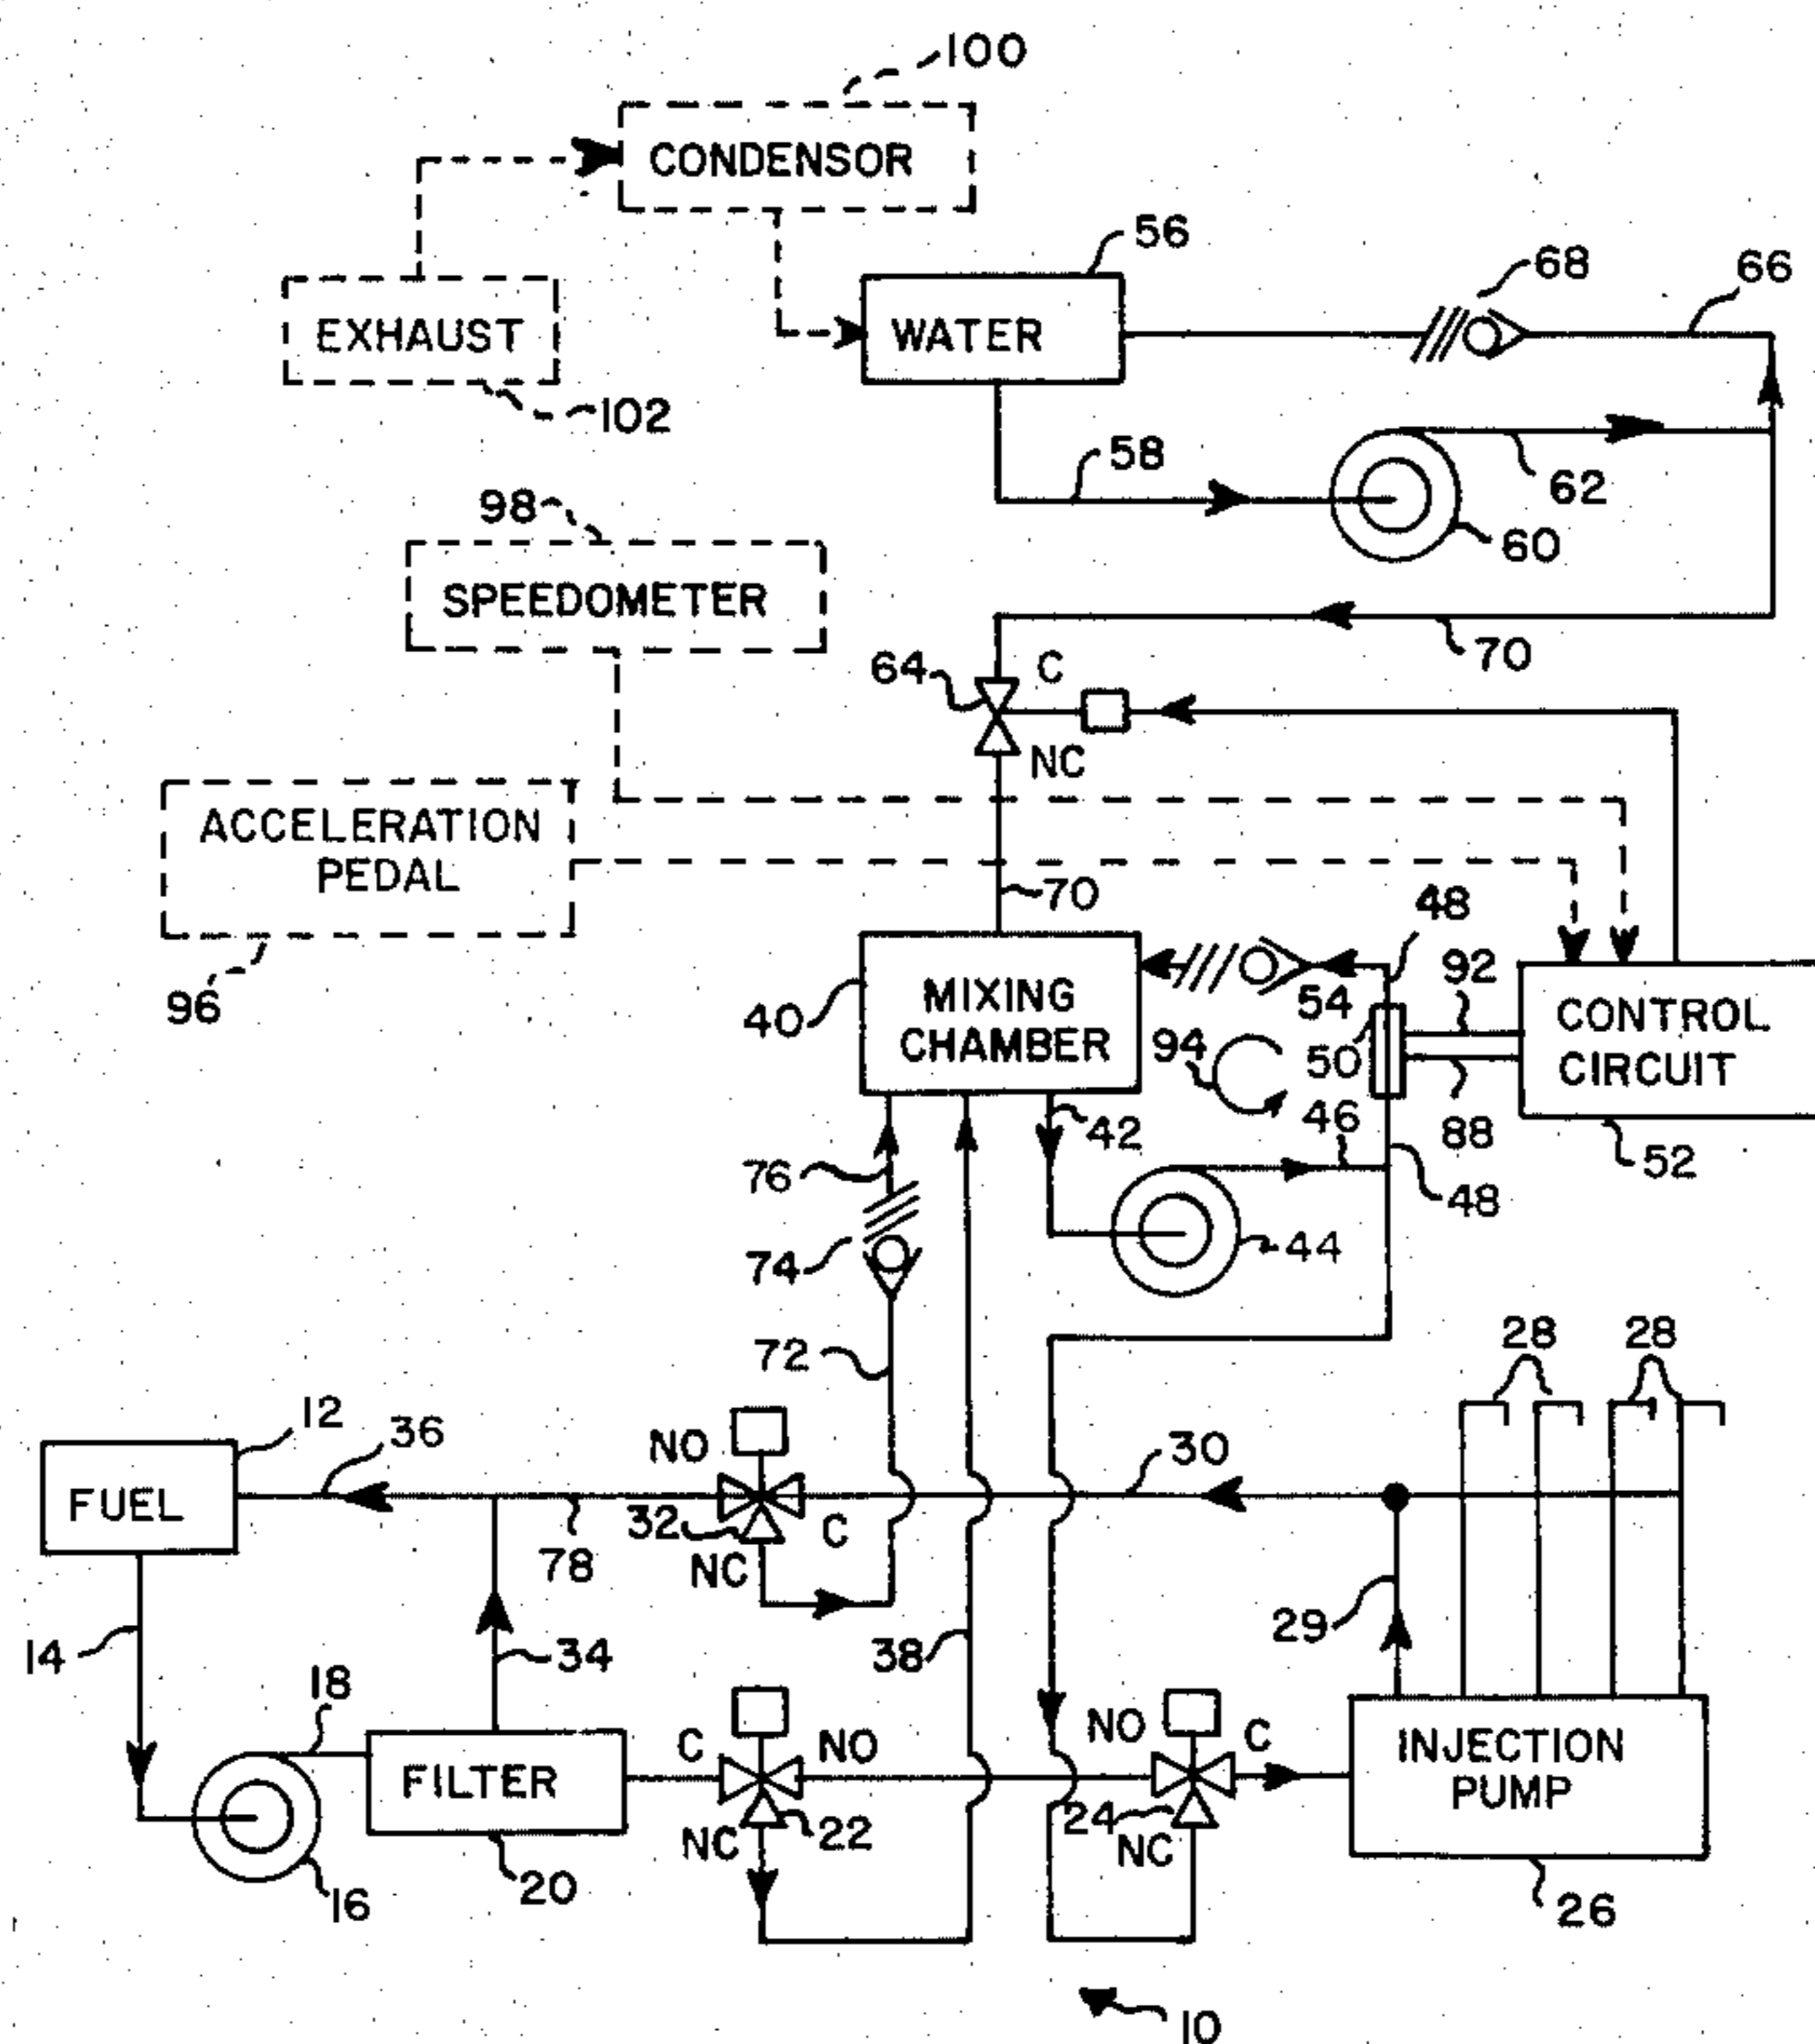 100
CONDENSOR
56
68
66
EXHAUST
WATER
102
58
62
98
60
SPEEDOMETER
70
64
C
NC
ACCELERATION
PEDAL
70
48
92
96
40
MIXING
CHAMBER
54
94
50
CONTROL
CIRCUIT
42
46
88
76
52
48
74
44
72
28
28
12
36
NO
30
FUEL
32
C
78
NC
29
14
34
38
18
NO
C
C
NO
INJECTION
PUMP
FILTER
22
24
NC
NC
16
20
26
10